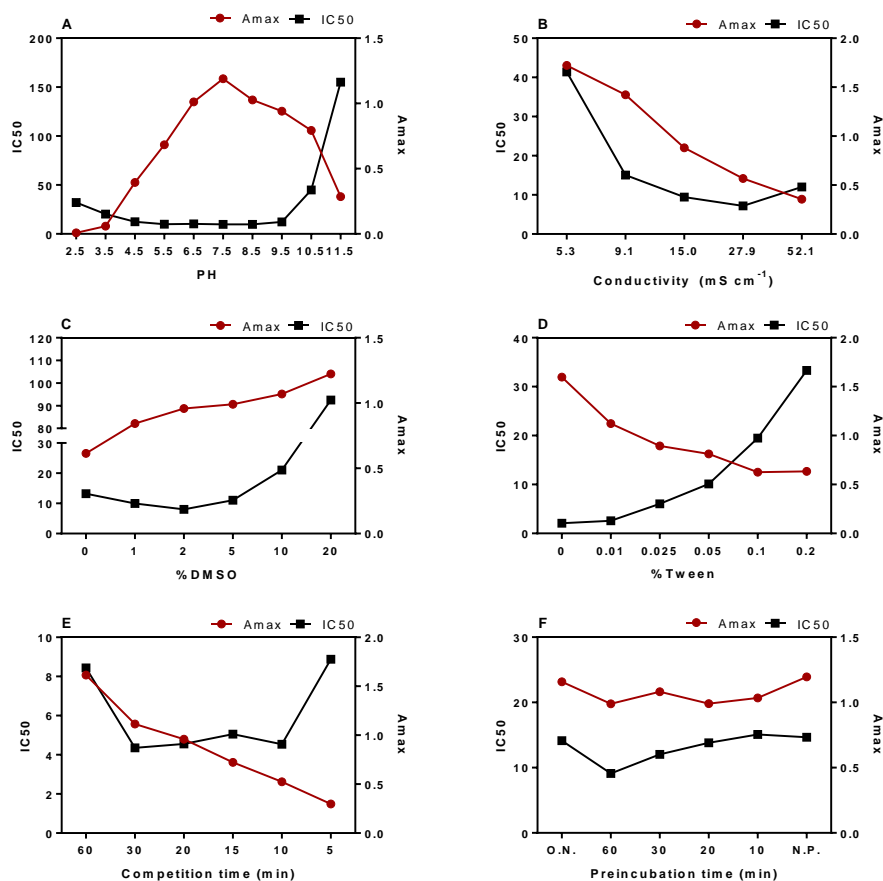 A
Amax IC50
200
150
100
50
0
1.5
1.0
0.5
0.0
IC50
Amax
2.5 3.5 4.5 5.5 6.5 7.5 8.5 9.5 10.5 11.5
PH
B
Amax IC50
50
40
30
20
10
0
2.0
1.5
1.0
0.5
0.0
IC50
Amax
5.3 9.1 15.0 27.9 52.1
Conductivity (mS cm⁻¹)
C
Amax IC50
120
110
100
90
80
30
20
10
0
1.5
1.0
0.5
0.0
IC50
Amax
0 1 2 5 10 20
%DMSO
D
Amax IC50
40
30
20
10
0
2.0
1.5
1.0
0.5
0.0
IC50
Amax
0 0.01 0.025 0.05 0.1 0.2
%Tween
E
Amax IC50
10
8
6
4
2
0
2.0
1.5
1.0
0.5
0.0
IC50
Amax
60 30 20 15 10 5
Competition time (min)
F
Amax IC50
30
20
10
0
1.5
1.0
0.5
0.0
IC50
Amax
O.N. 60 30 20 10 N.P.
Preincubation time (min)